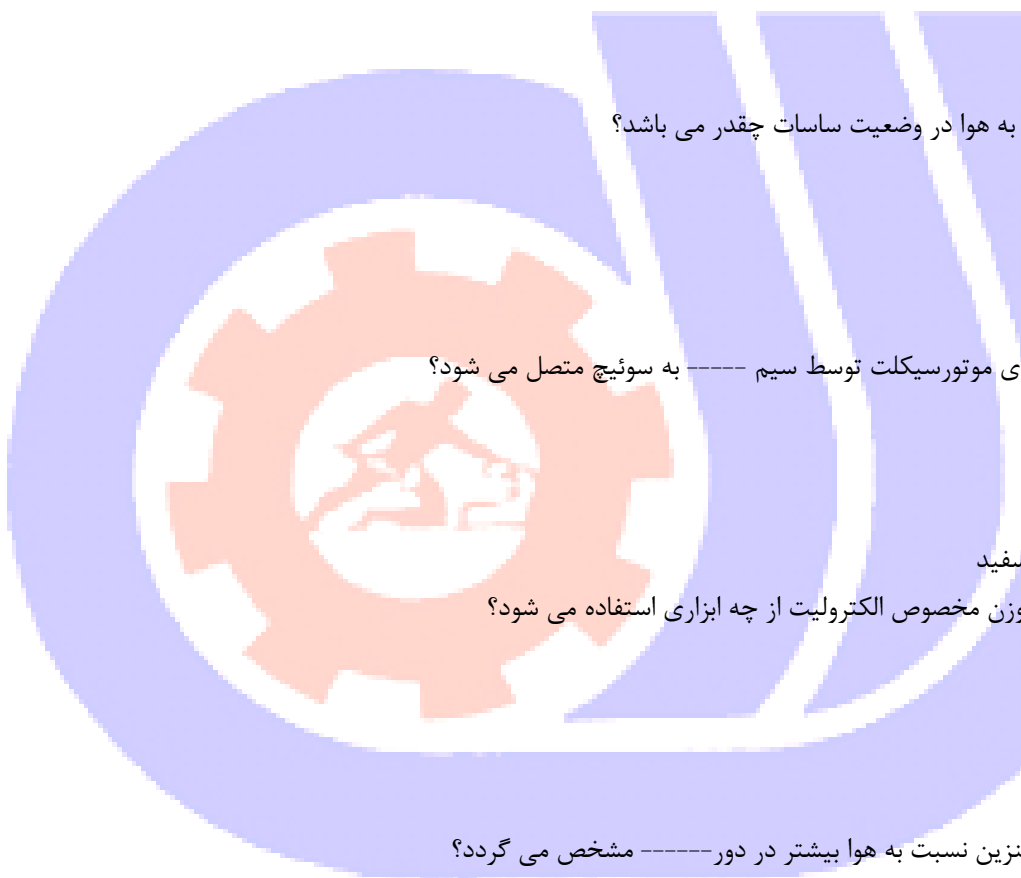 به هوا در وضعیت ساسات چقدر می باشد؟
ی موتورسیکلت توسط سیم ----- به سوئیچ متصل می شود؟
سفید
وزن مخصوص الکترولیت از چه ابزاری استفاده می شود؟
نزین نسبت به هوا بیشتر در دور------ مشخص می گردد؟